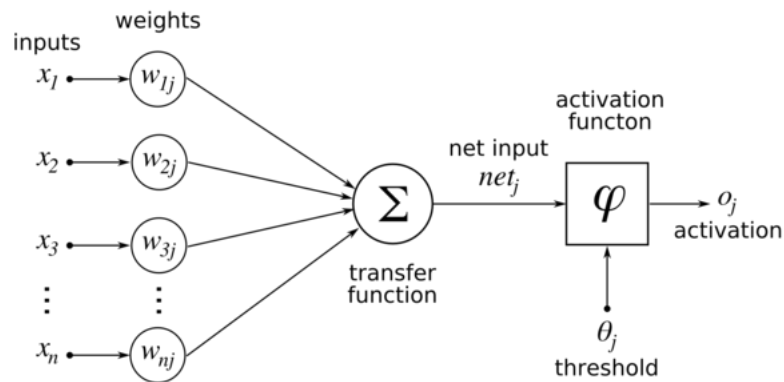 weights
inputs
x₁ w₁ⱼ
x₂ w₂ⱼ
x₃ w₃ⱼ
⋮ ⋮
xₙ wₙⱼ
Σ
transfer
function
net input
netⱼ
activation
functon
φ
oⱼ
activation
θⱼ
threshold